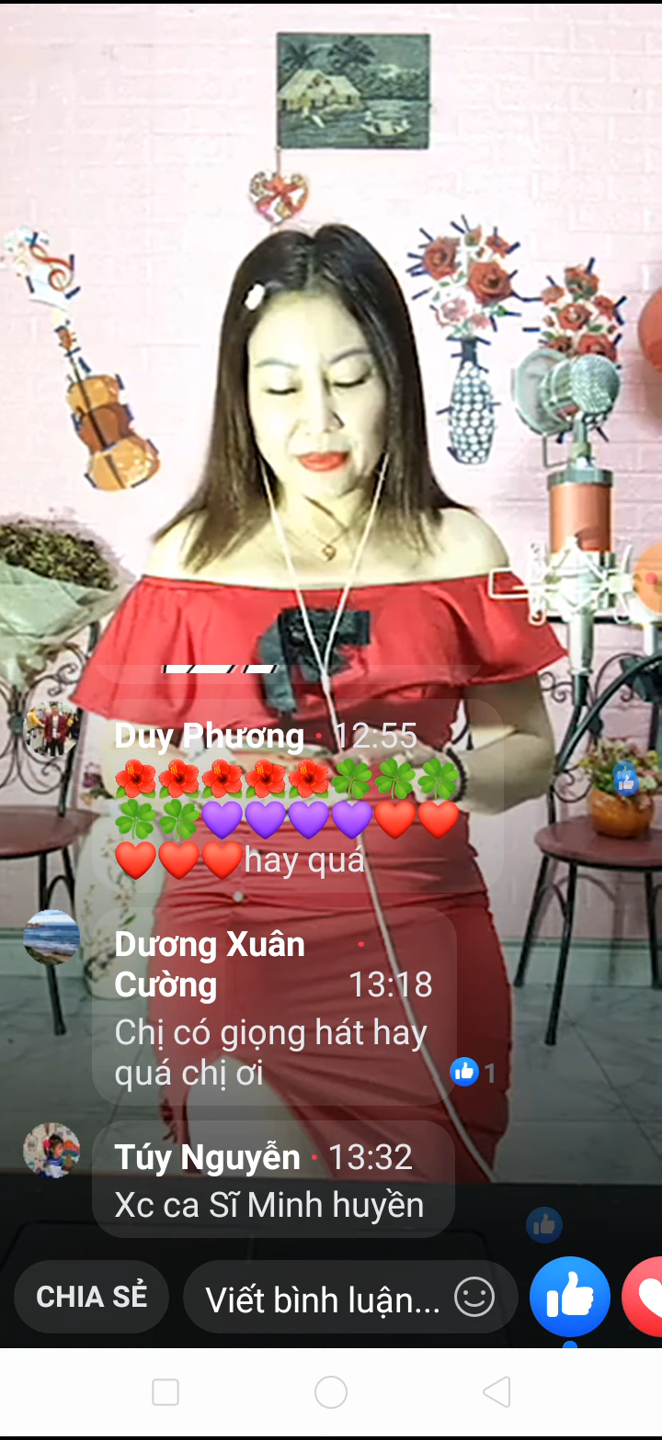 Duy Phương · 12:55
🌺🌺🌺🌺🌺🍀🍀🍀
🍀🍀💜💜💜💜❤️❤️
❤️❤️❤️hay quá
Dương Xuân ·
Cường 13:18
Chị có giọng hát hay
quá chị ơi
1
Túy Nguyễn · 13:32
Xc ca Sĩ Minh huyền
CHIA SẺ
Viết bình luận...